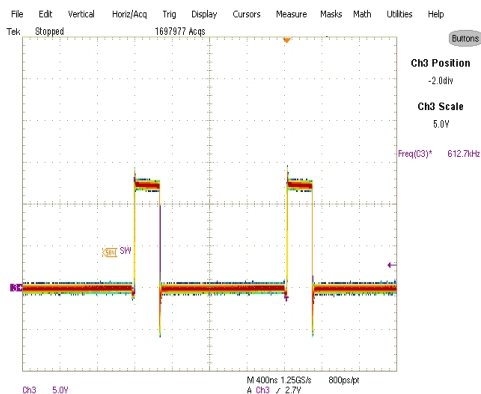 File Edit Vertical Horiz/Acq Trig Display Cursors Measure Masks Math Utilities Help
Tek Stopped 1697977 Acqs
Buttons
Ch3 Position
-2.0div
Ch3 Scale
5.0V
Freq(C3)* 612.7kHz
SW
3
M 400ns 1.25GS/s 800ps/pt
Ch3 5.0V A Ch3 / 2.7V